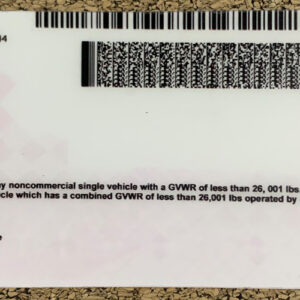 y noncommercial single vehicle with a GVWR of less than 26, 001 lbs
cle which has a combined GVWR of less than 26,001 lbs operated by